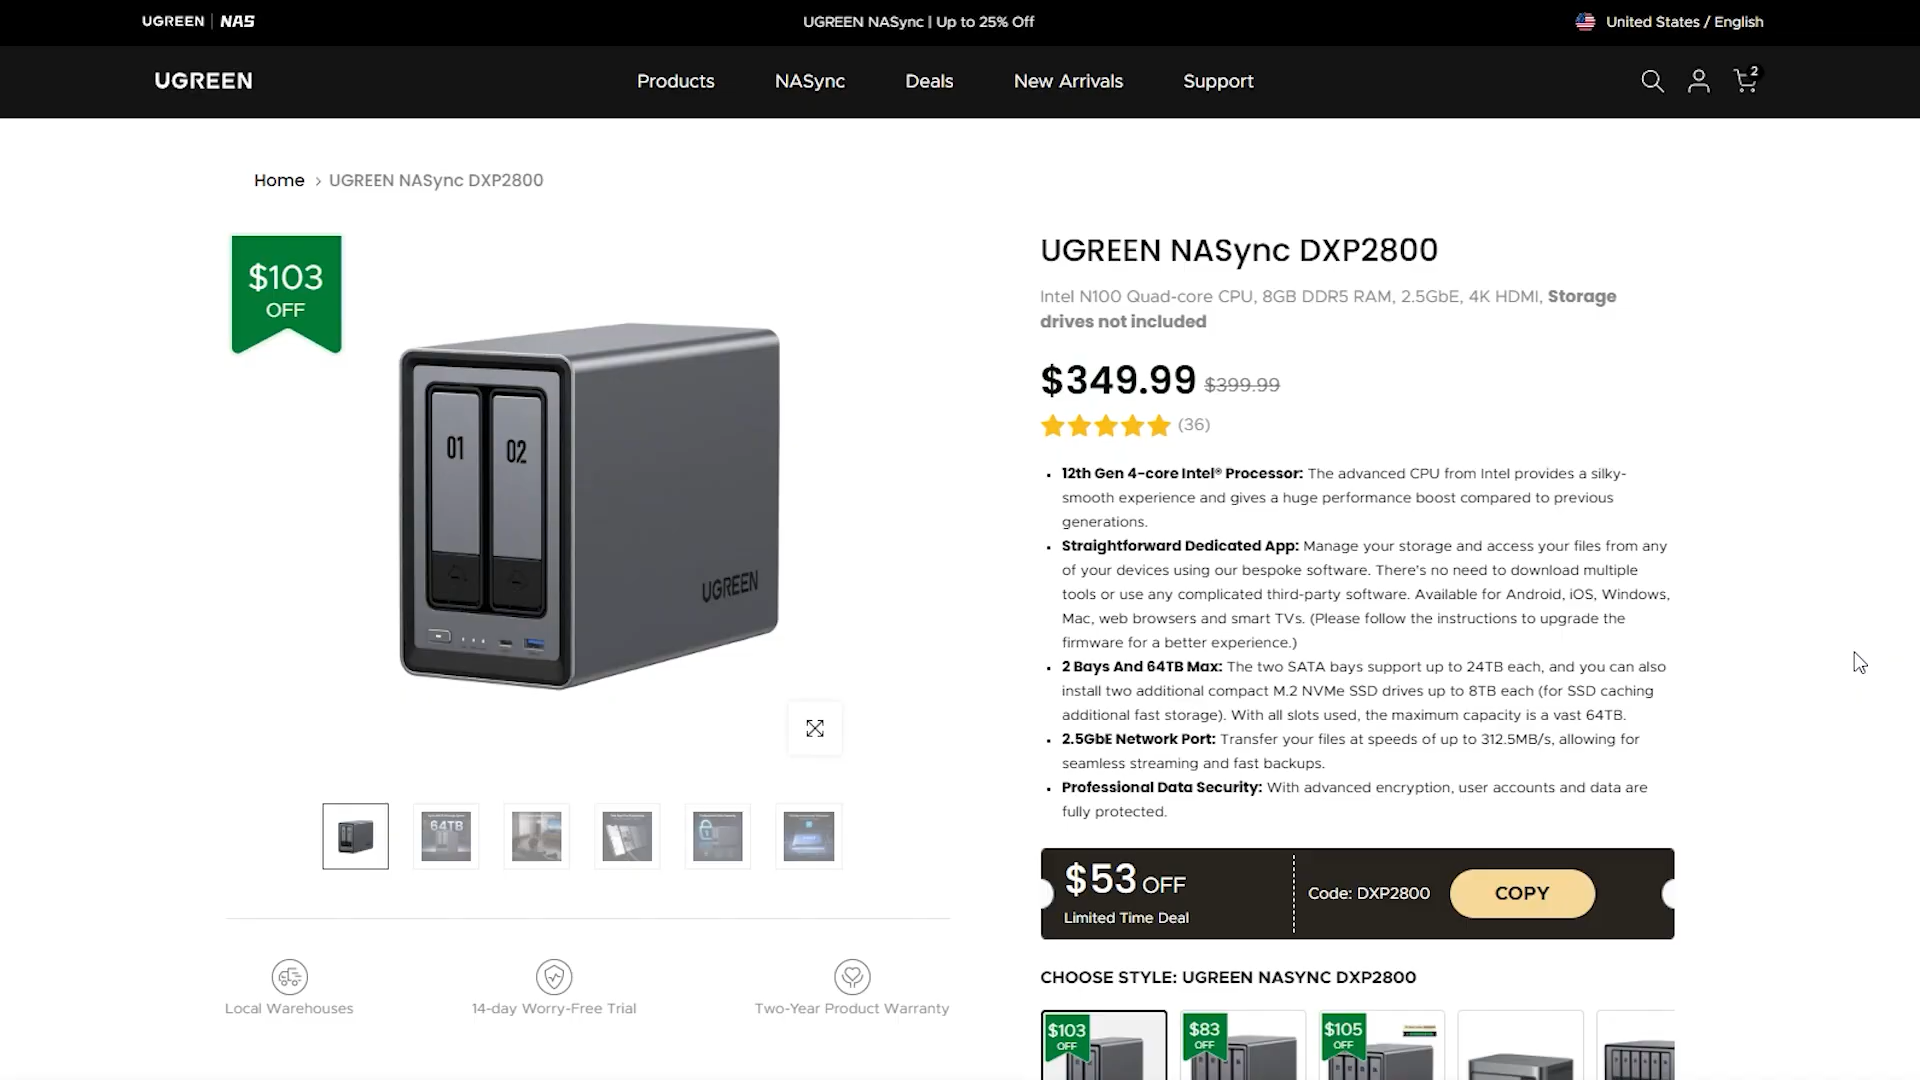 UGREEN | NAS
UGREEN NASync | Up to 25% Off
United States / English
UGREEN
Products
NASync
Deals
New Arrivals
Support
2
Home > UGREEN NASync DXP2800
$103
OFF
01
02
UGREEN
64TB
Local Warehouses
14-day Worry-Free Trial
Two-Year Product Warranty
UGREEN NASync DXP2800
Intel N100 Quad-core CPU, 8GB DDR5 RAM, 2.5GbE, 4K HDMI, Storage
drives not included
$349.99 $399.99
(36)
12th Gen 4-core Intel® Processor: The advanced CPU from Intel provides a silky-
smooth experience and gives a huge performance boost compared to previous
generations.
Straightforward Dedicated App: Manage your storage and access your files from any
of your devices using our bespoke software. There's no need to download multiple
tools or use any complicated third-party software. Available for Android, iOS, Windows,
Mac, web browsers and smart TVs. (Please follow the instructions to upgrade the
firmware for a better experience.)
2 Bays And 64TB Max: The two SATA bays support up to 24TB each, and you can also
install two additional compact M.2 NVMe SSD drives up to 8TB each (for SSD caching
additional fast storage). With all slots used, the maximum capacity is a vast 64TB.
2.5GbE Network Port: Transfer your files at speeds of up to 312.5MB/s, allowing for
seamless streaming and fast backups.
Professional Data Security: With advanced encryption, user accounts and data are
fully protected.
$53 OFF
Limited Time Deal
Code: DXP2800
COPY
CHOOSE STYLE: UGREEN NASYNC DXP2800
$103
OFF
$83
OFF
$105
OFF